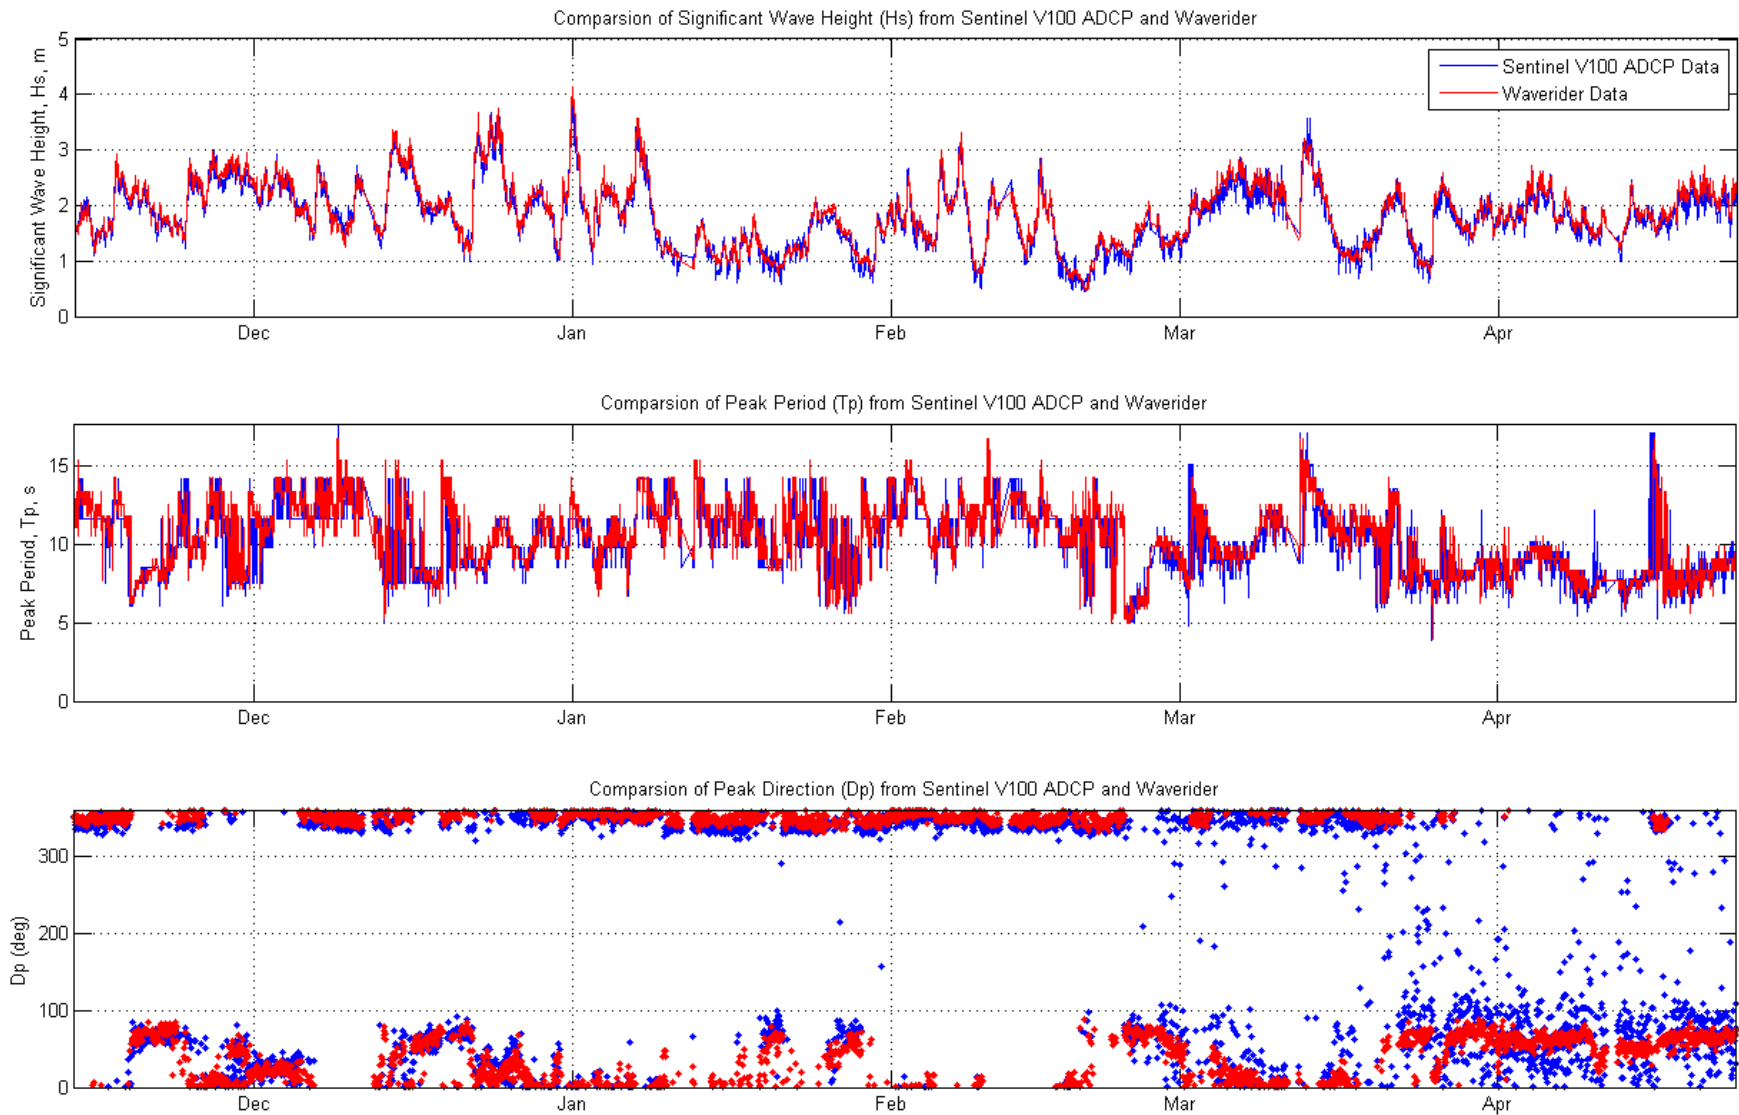 Comparsion of Significant Wave Height (Hs) from Sentinel V100 ADCP and Waverider
Significant Wave Height, Hs, m
5
4
3
2
1
0
Sentinel V100 ADCP Data
Waverider Data
Dec
Jan
Feb
Mar
Apr
Comparsion of Peak Period (Tp) from Sentinel V100 ADCP and Waverider
Peak Period, Tp, s
15
10
5
0
Dec
Jan
Feb
Mar
Apr
Comparsion of Peak Direction (Dp) from Sentinel V100 ADCP and Waverider
Dp (deg)
300
200
100
0
Dec
Jan
Feb
Mar
Apr